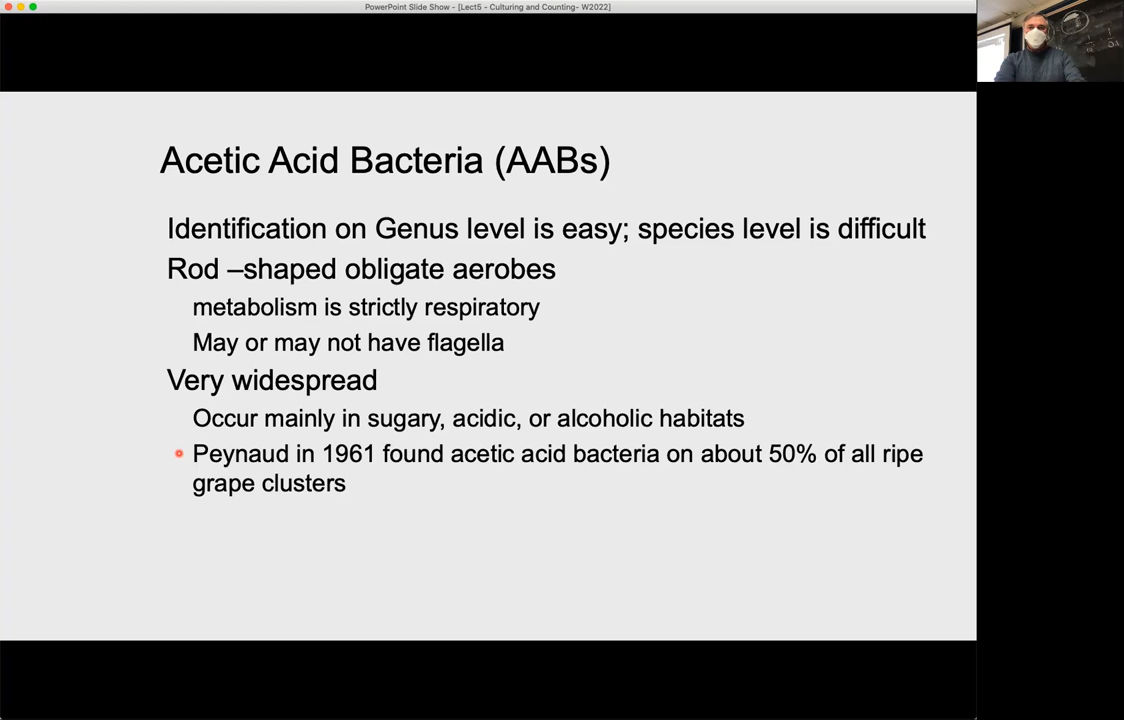 PowerPoint Slide Show - [Lect5 - Culturing and Counting- W2022]
Acetic Acid Bacteria (AABs)
Identification on Genus level is easy; species level is difficult
Rod –shaped obligate aerobes
metabolism is strictly respiratory
May or may not have flagella
Very widespread
Occur mainly in sugary, acidic, or alcoholic habitats
Peynaud in 1961 found acetic acid bacteria on about 50% of all ripe
grape clusters